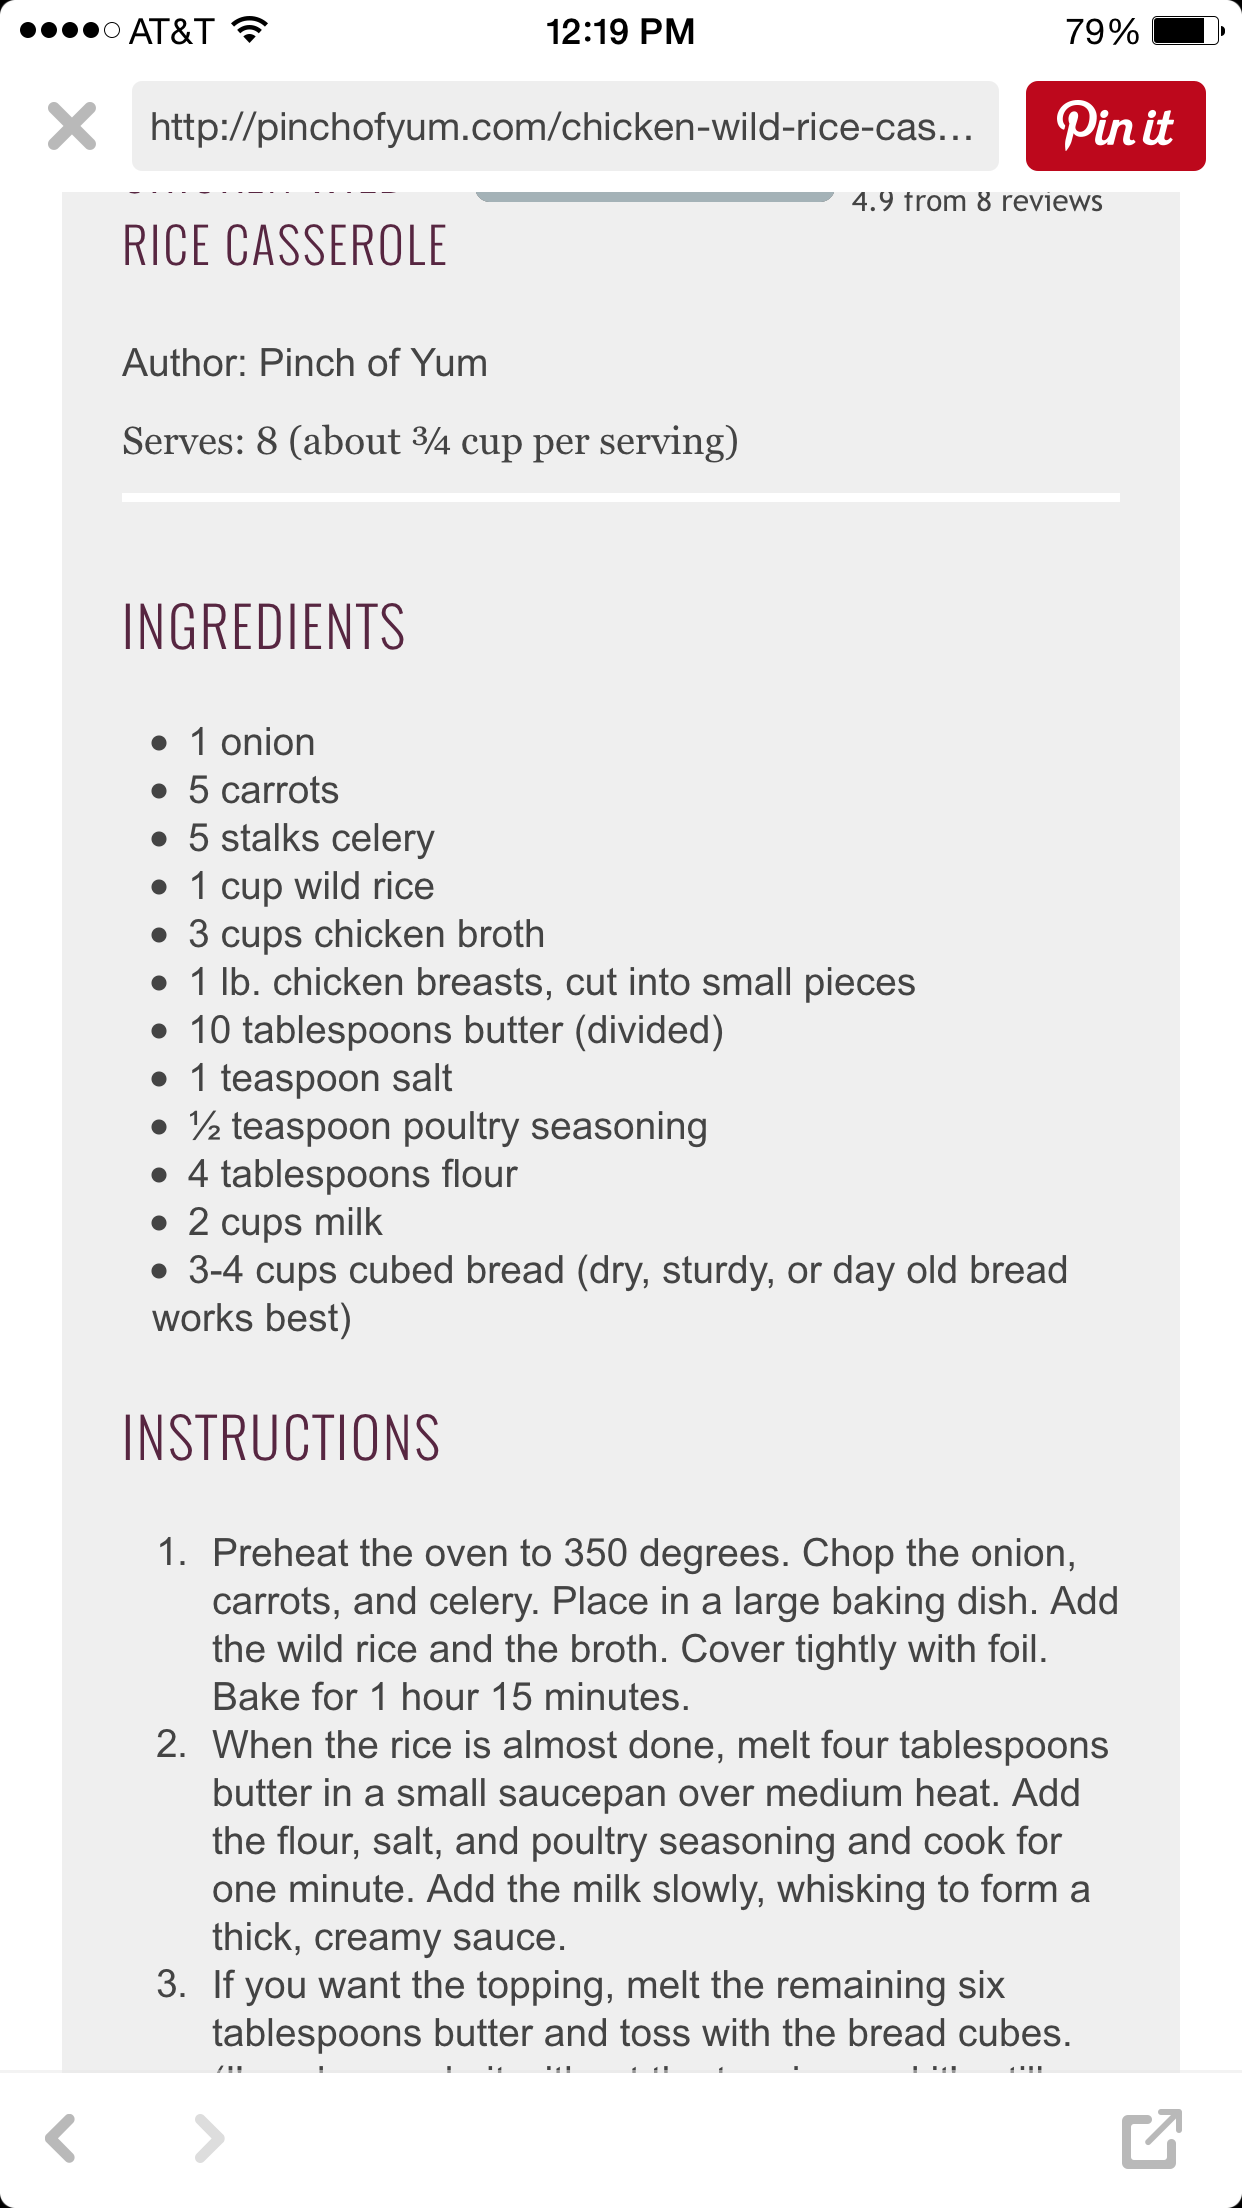 AT&T 12:19 PM 79%
http://pinchofyum.com/chicken-wild-rice-cas... Pin it
4.9 from 8 reviews
RICE CASSEROLE
Author: Pinch of Yum
Serves: 8 (about ¾ cup per serving)
INGREDIENTS
• 1 onion
• 5 carrots
• 5 stalks celery
• 1 cup wild rice
• 3 cups chicken broth
• 1 lb. chicken breasts, cut into small pieces
• 10 tablespoons butter (divided)
• 1 teaspoon salt
• ½ teaspoon poultry seasoning
• 4 tablespoons flour
• 2 cups milk
• 3-4 cups cubed bread (dry, sturdy, or day old bread
works best)
INSTRUCTIONS
1. Preheat the oven to 350 degrees. Chop the onion,
carrots, and celery. Place in a large baking dish. Add
the wild rice and the broth. Cover tightly with foil.
Bake for 1 hour 15 minutes.
2. When the rice is almost done, melt four tablespoons
butter in a small saucepan over medium heat. Add
the flour, salt, and poultry seasoning and cook for
one minute. Add the milk slowly, whisking to form a
thick, creamy sauce.
3. If you want the topping, melt the remaining six
tablespoons butter and toss with the bread cubes.